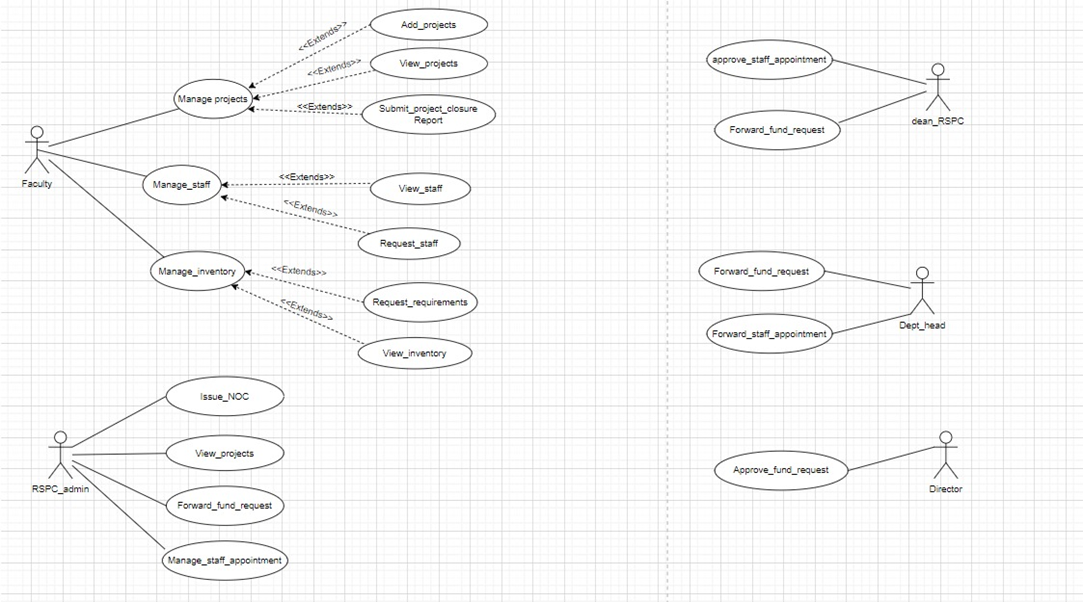 Add_projects
<<Extends>>
View_projects
<<Extends>>
Manage projects
<<Extends>>
Submit_project_closure
Report
Faculty
Manage_staff
<<Extends>>
View_staff
<<Extends>>
Request_staff
Manage_inventory
<<Extends>>
Request_requirements
<<Extends>>
View_inventory
Issue_NOC
View_projects
RSPC_admin
Forward_fund_request
Manage_staff_appointment
approve_staff_appointment
dean_RSPC
Forward_fund_request
Forward_fund_request
Dept_head
Forward_staff_appointment
Approve_fund_request
Director